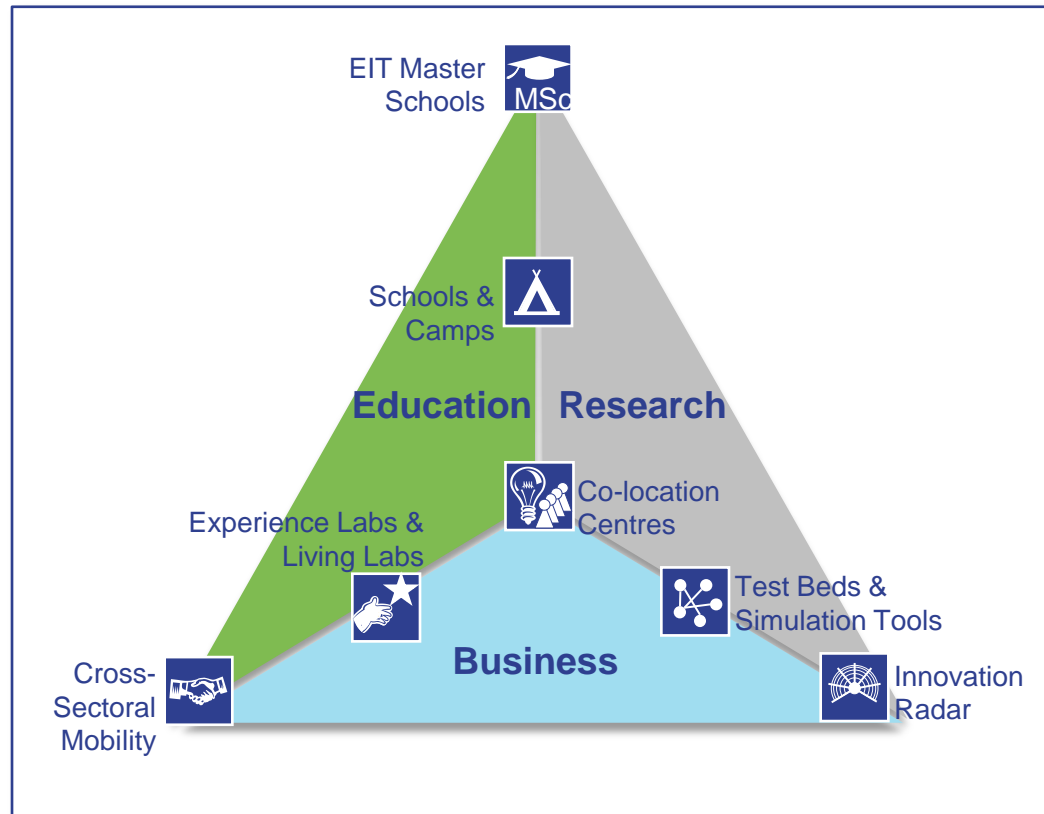 EIT Master
Schools
MSc
Schools &
Camps
Education
Research
Co-location
Centres
Experience Labs &
Living Labs
Test Beds &
Simulation Tools
Business
Cross-
Sectoral
Mobility
Innovation
Radar